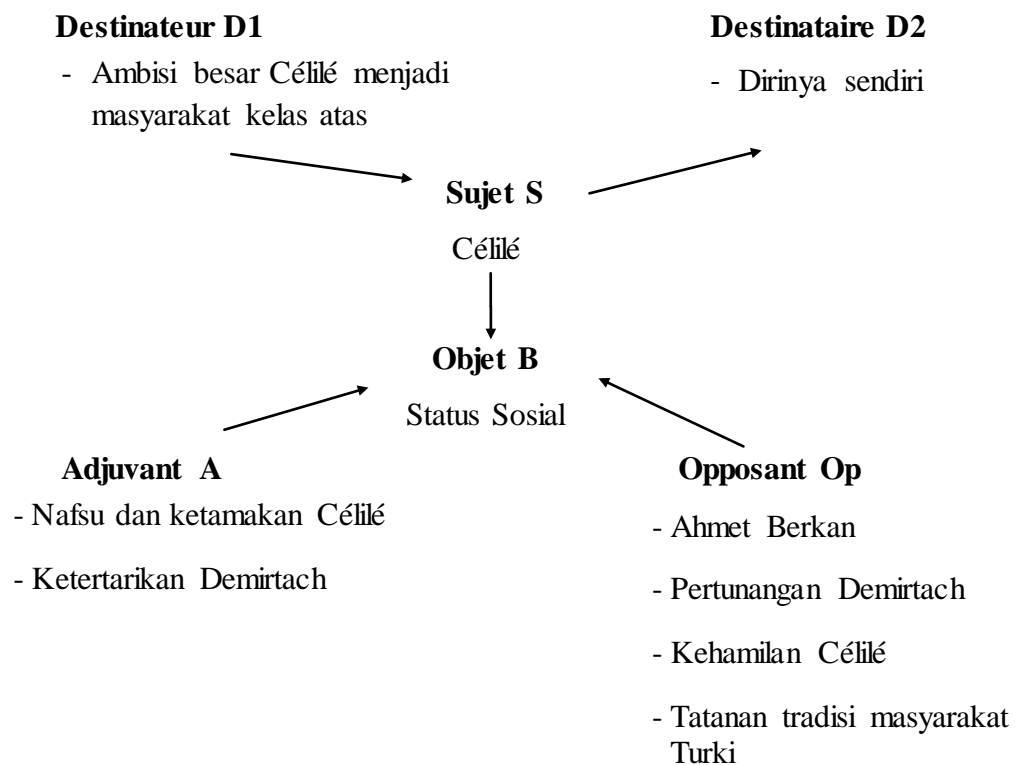 Destinateur D1
- Ambisi besar Célilé menjadi
masyarakat kelas atas
Destinataire D2
- Dirinya sendiri
Sujet S
Célilé
Objet B
Status Sosial
Adjuvant A
- Nafsu dan ketamakan Célilé
- Ketertarikan Demirtach
Opposant Op
- Ahmet Berkan
- Pertunangan Demirtach
- Kehamilan Célilé
- Tatanan tradisi masyarakat
Turki